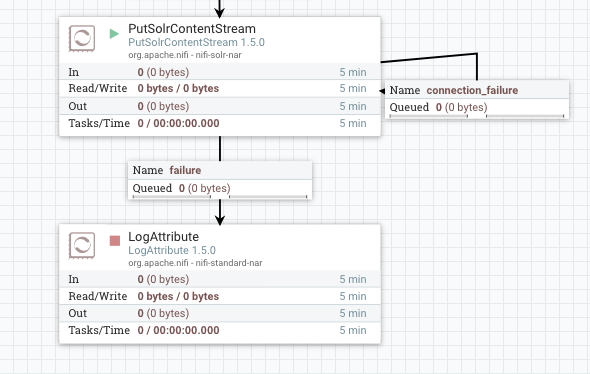 PutSolrContentStream
PutSolrContentStream 1.5.0
org.apache.nifi - nifi-solr-nar
In 0 (0 bytes) 5 min
Read/Write 0 bytes / 0 bytes 5 min
Out 0 (0 bytes) 5 min
Tasks/Time 0 / 00:00:00.000 5 min
Name connection_failure
Queued 0 (0 bytes)
Name failure
Queued 0 (0 bytes)
LogAttribute
LogAttribute 1.5.0
org.apache.nifi - nifi-standard-nar
In 0 (0 bytes) 5 min
Read/Write 0 bytes / 0 bytes 5 min
Out 0 (0 bytes) 5 min
Tasks/Time 0 / 00:00:00.000 5 min